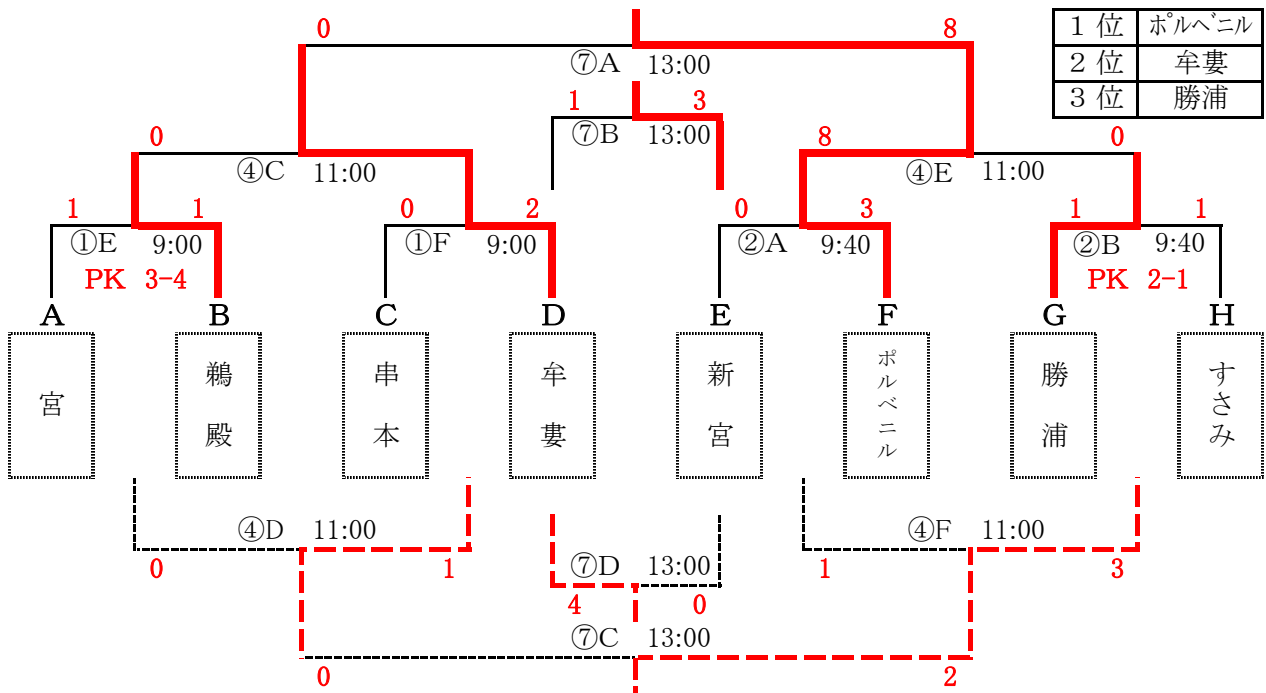 0 8
⑦A 13:00
1 位 ポルベニル
2 位 牟婁
3 位 勝浦
1 3
⑦B 13:00
0 8 0
④C 11:00 ④E 11:00
1 1 0 2 0 3 1 1
①E 9:00 ①F 9:00 ②A 9:40 ②B 9:40
PK 3-4 PK 2-1
A B C D E F G H
宮
鵜殿
串本
牟婁
新宮
ポルベニル
勝浦
すさみ
④D 11:00 ④F 11:00
0 1 ⑦D 13:00 1 3
4 0
⑦C 13:00
0 2